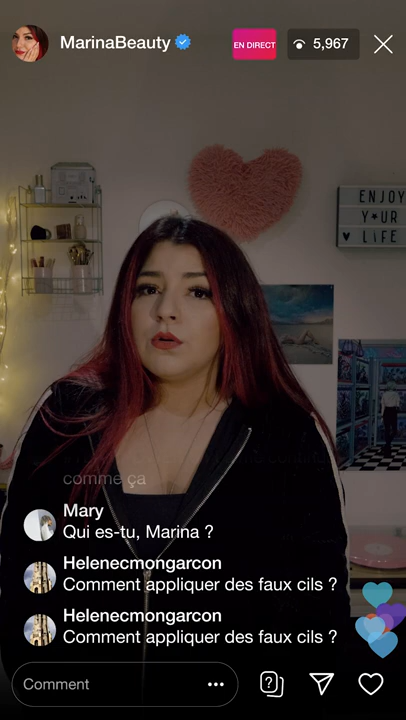 MarinaBeauty
EN DIRECT
5,967
ENJOY
Y★UR
LIFE
comme ça
Mary
Qui es-tu, Marina ?
Helenecmongarcon
Comment appliquer des faux cils ?
Helenecmongarcon
Comment appliquer des faux cils ?
Comment